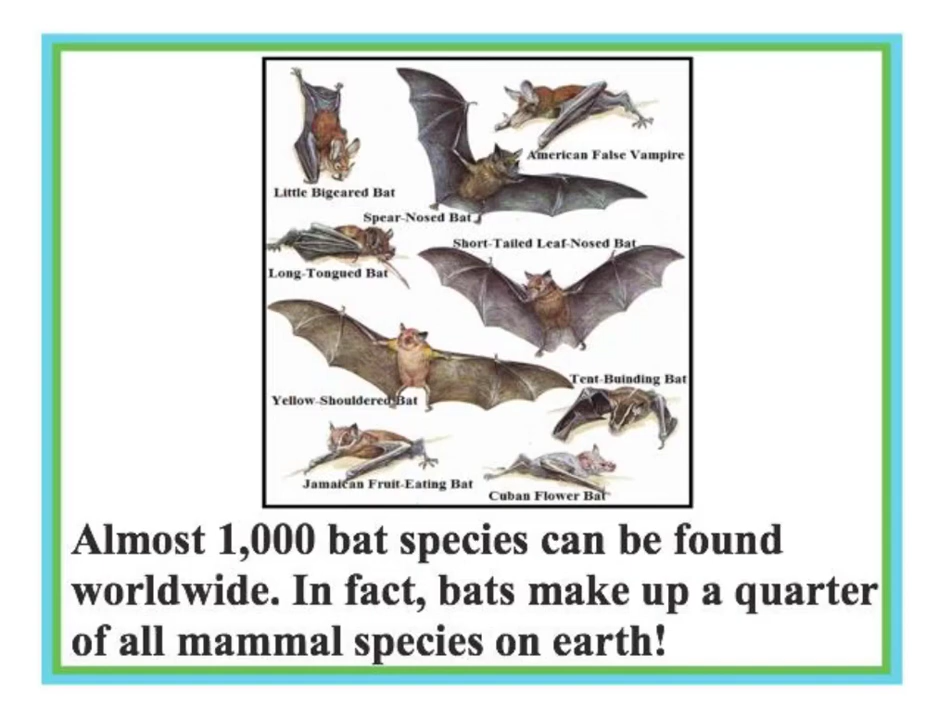 American False Vampire
Little Bigeared Bat
Spear-Nosed Bat
Short-Tailed Leaf-Nosed Bat
Long-Tongued Bat
Tent-Buinding Bat
Yellow-Shouldered Bat
Jamaican Fruit-Eating Bat
Cuban Flower Bat
Almost 1,000 bat species can be found
worldwide. In fact, bats make up a quarter
of all mammal species on earth!